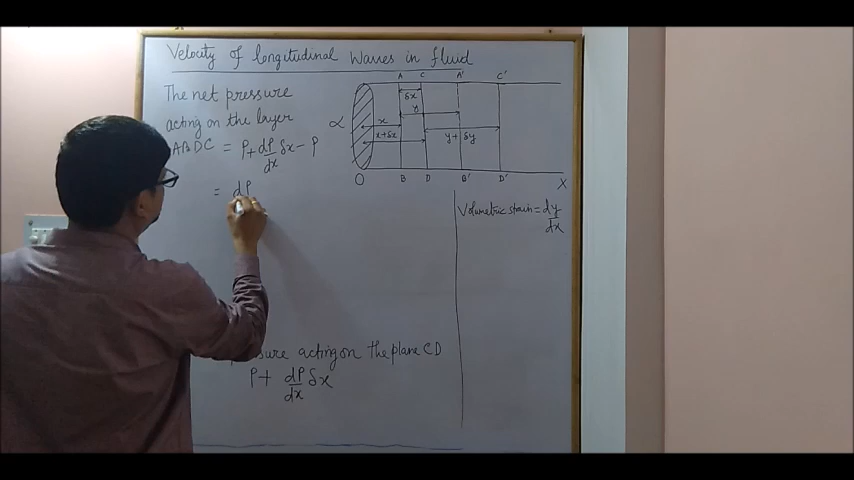 Velocity of longitudinal Waves in fluid
The net pressure
acting on the layer
ABDC = P + dP/dx δx - P
= dP
acting on the plane CD
P + dP/dx δx
A C A' C'
δx
y
x
α
x+δx
y+ δy
O B D B' D' X
Volumetric strain = dy/dx